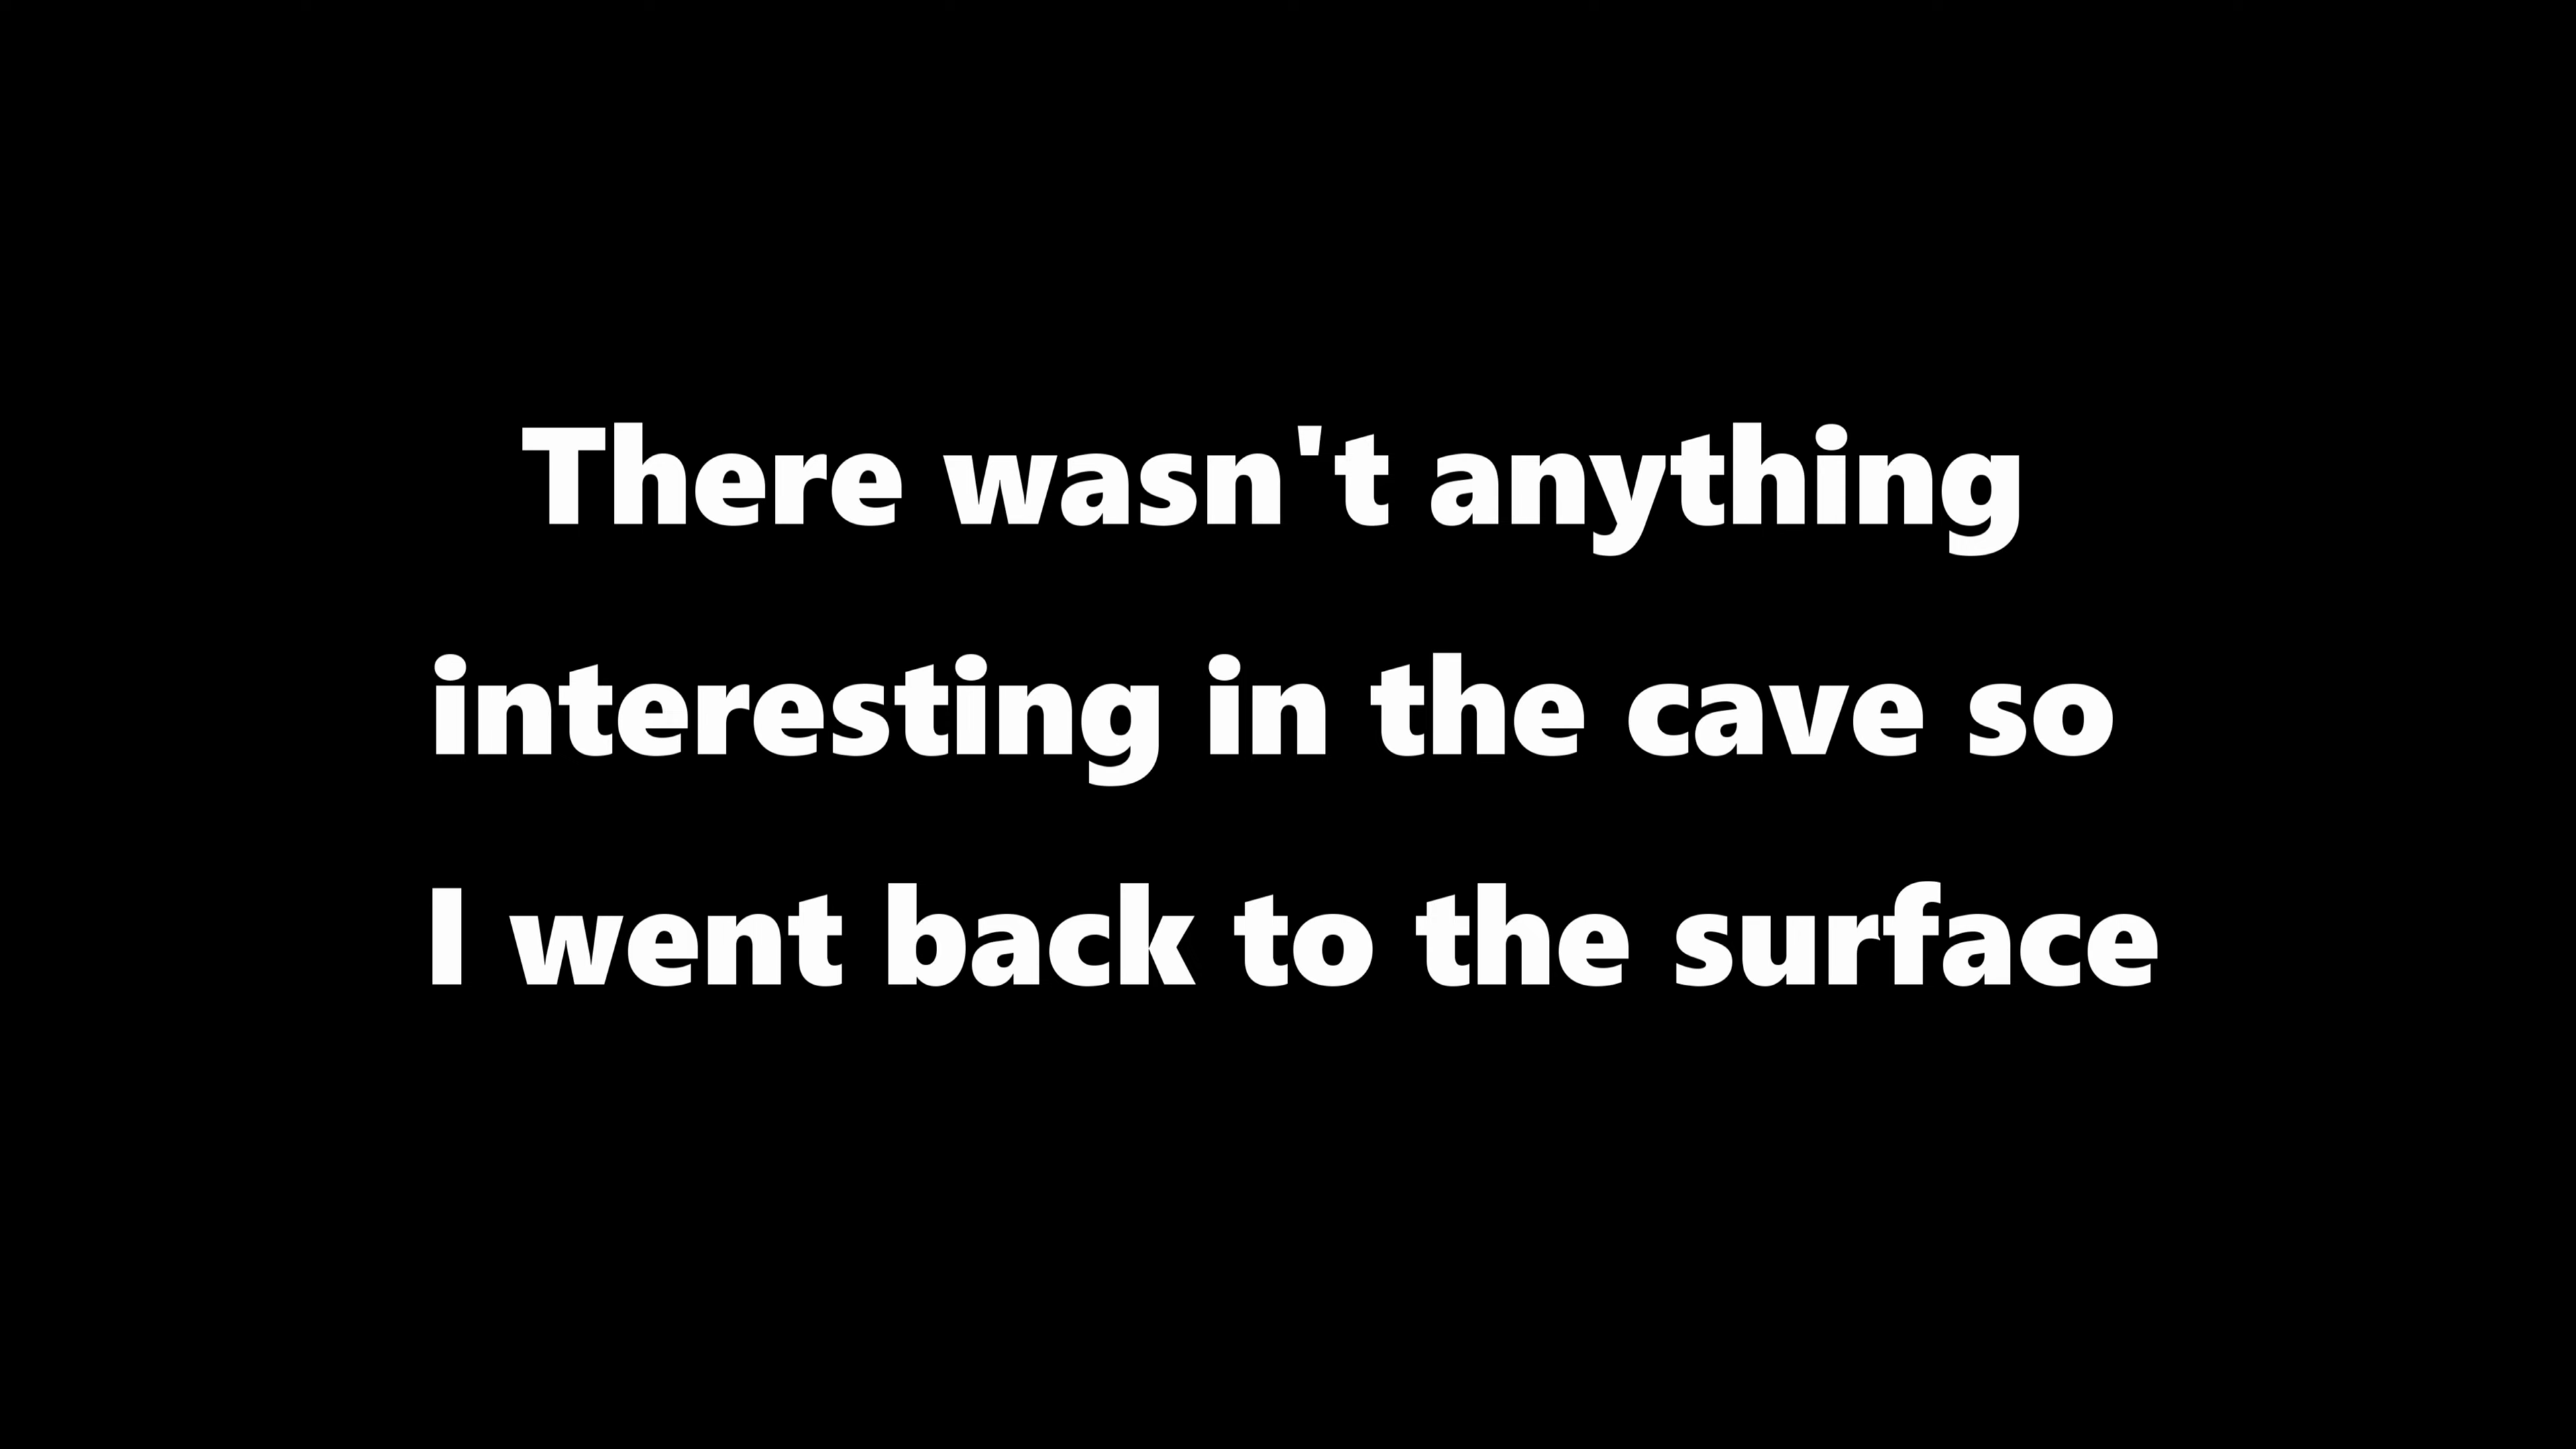 There wasn't anything
interesting in the cave so
I went back to the surface